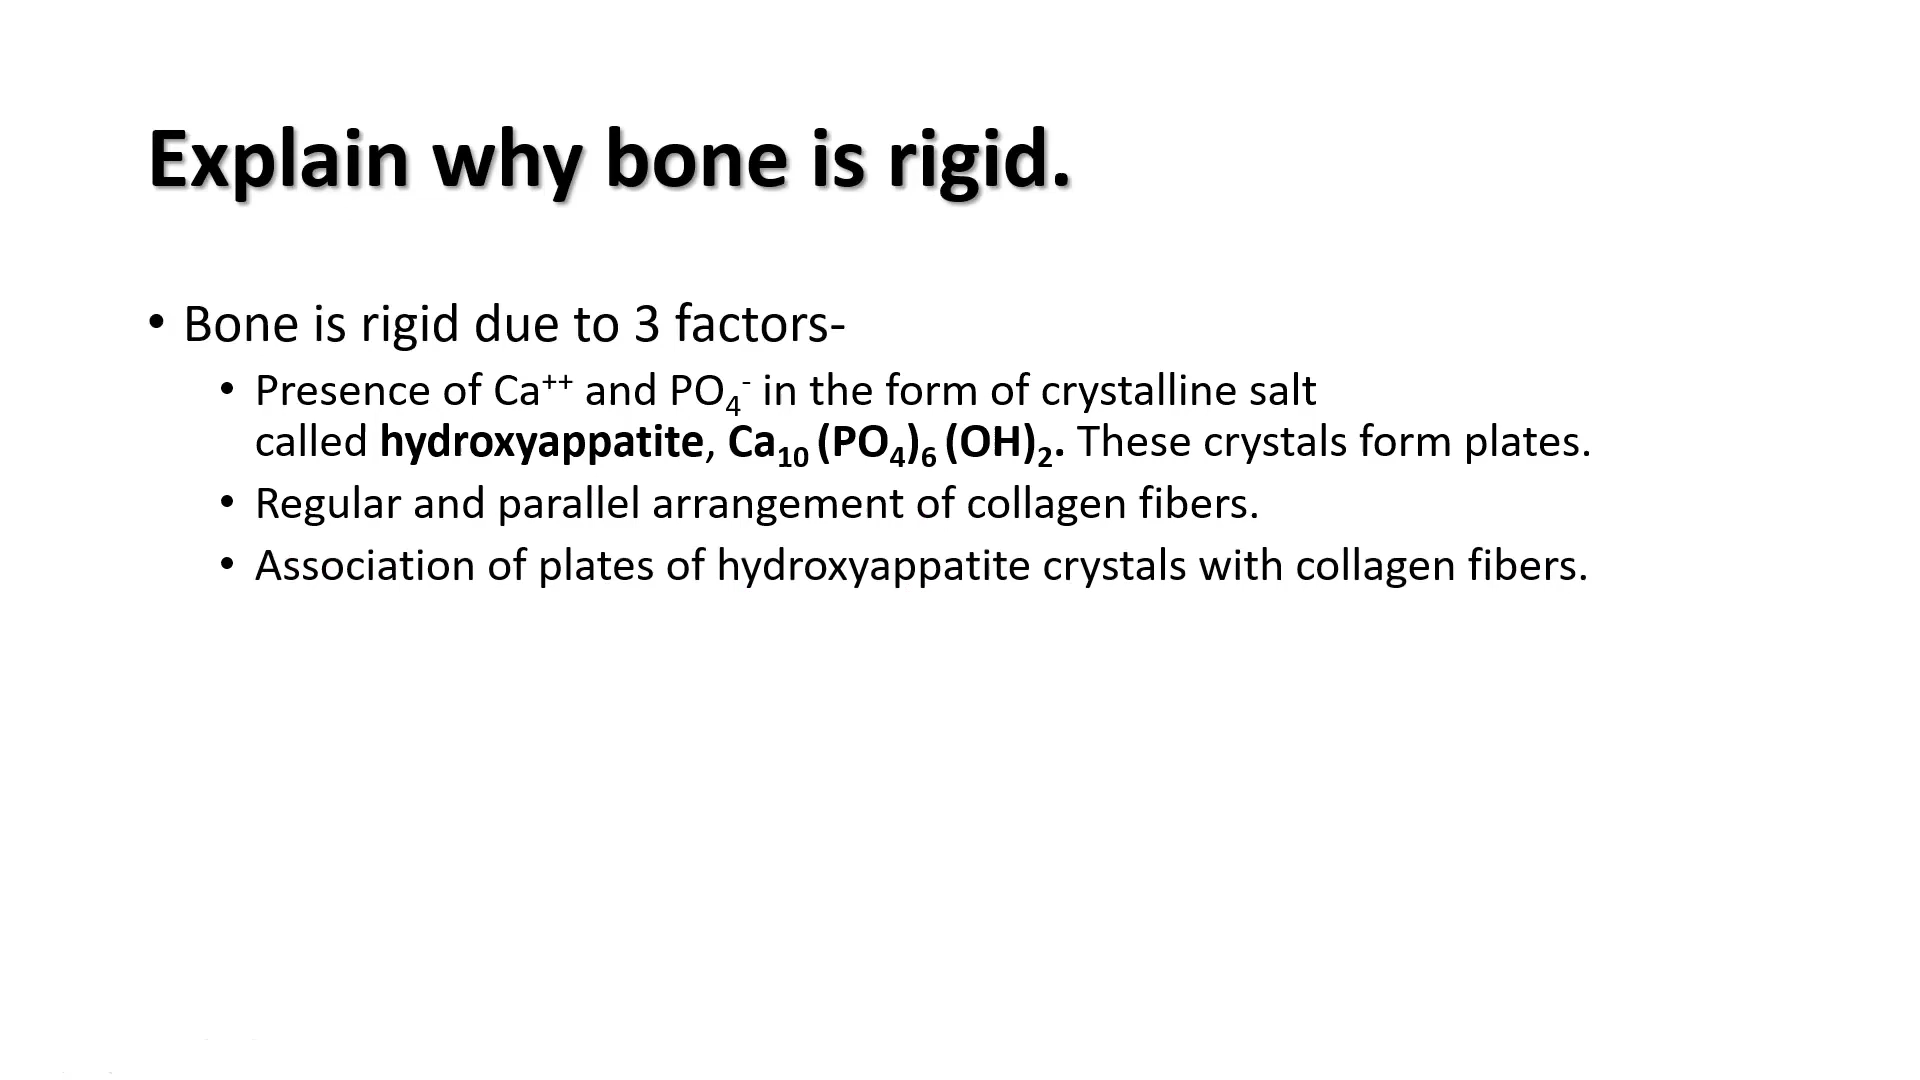 Explain why bone is rigid.
• Bone is rigid due to 3 factors-
• Presence of Ca⁺⁺ and PO₄⁻ in the form of crystalline salt
called hydroxyappatite, Ca₁₀ (PO₄)₆ (OH)₂. These crystals form plates.
• Regular and parallel arrangement of collagen fibers.
• Association of plates of hydroxyappatite crystals with collagen fibers.